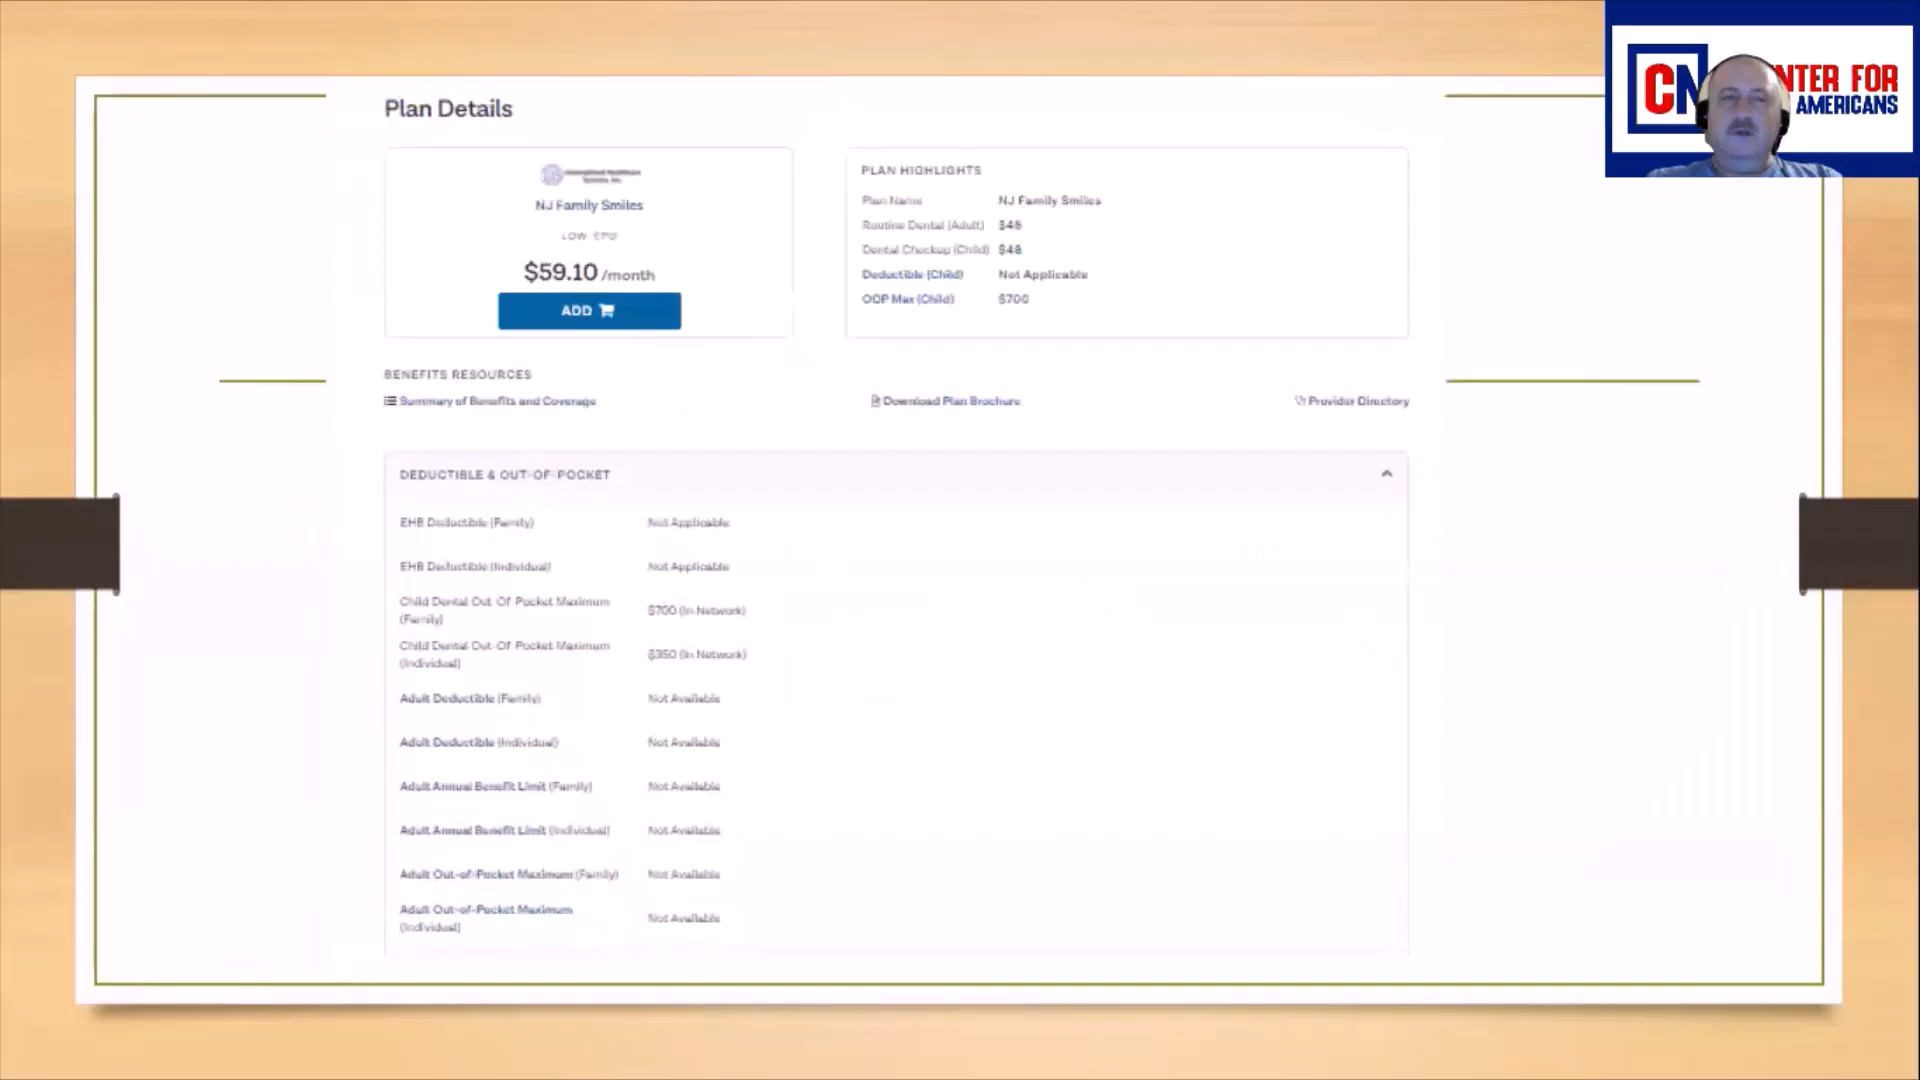 CN NTER FOR
AMERICANS
Plan Details
International Healthcare
Services, Inc.
NJ Family Smiles
LOW EPO
$59.10 /month
ADD
PLAN HIGHLIGHTS
Plan Name NJ Family Smiles
Routine Dental (Adult) $48
Dental Checkup (Child) $48
Deductible (Child) Not Applicable
OOP Max (Child) $700
BENEFITS RESOURCES
Summary of Benefits and Coverage Download Plan Brochure Provider Directory
DEDUCTIBLE & OUT-OF-POCKET
EHB Deductible (Family) Not Applicable
EHB Deductible (Individual) Not Applicable
Child Dental Out-Of-Pocket Maximum
(Family) $700 (In Network)
Child Dental Out-Of-Pocket Maximum
(Individual) $350 (In Network)
Adult Deductible (Family) Not Available
Adult Deductible (Individual) Not Available
Adult Annual Benefit Limit (Family) Not Available
Adult Annual Benefit Limit (Individual) Not Available
Adult Out-of-Pocket Maximum (Family) Not Available
Adult Out-of-Pocket Maximum
(Individual) Not Available